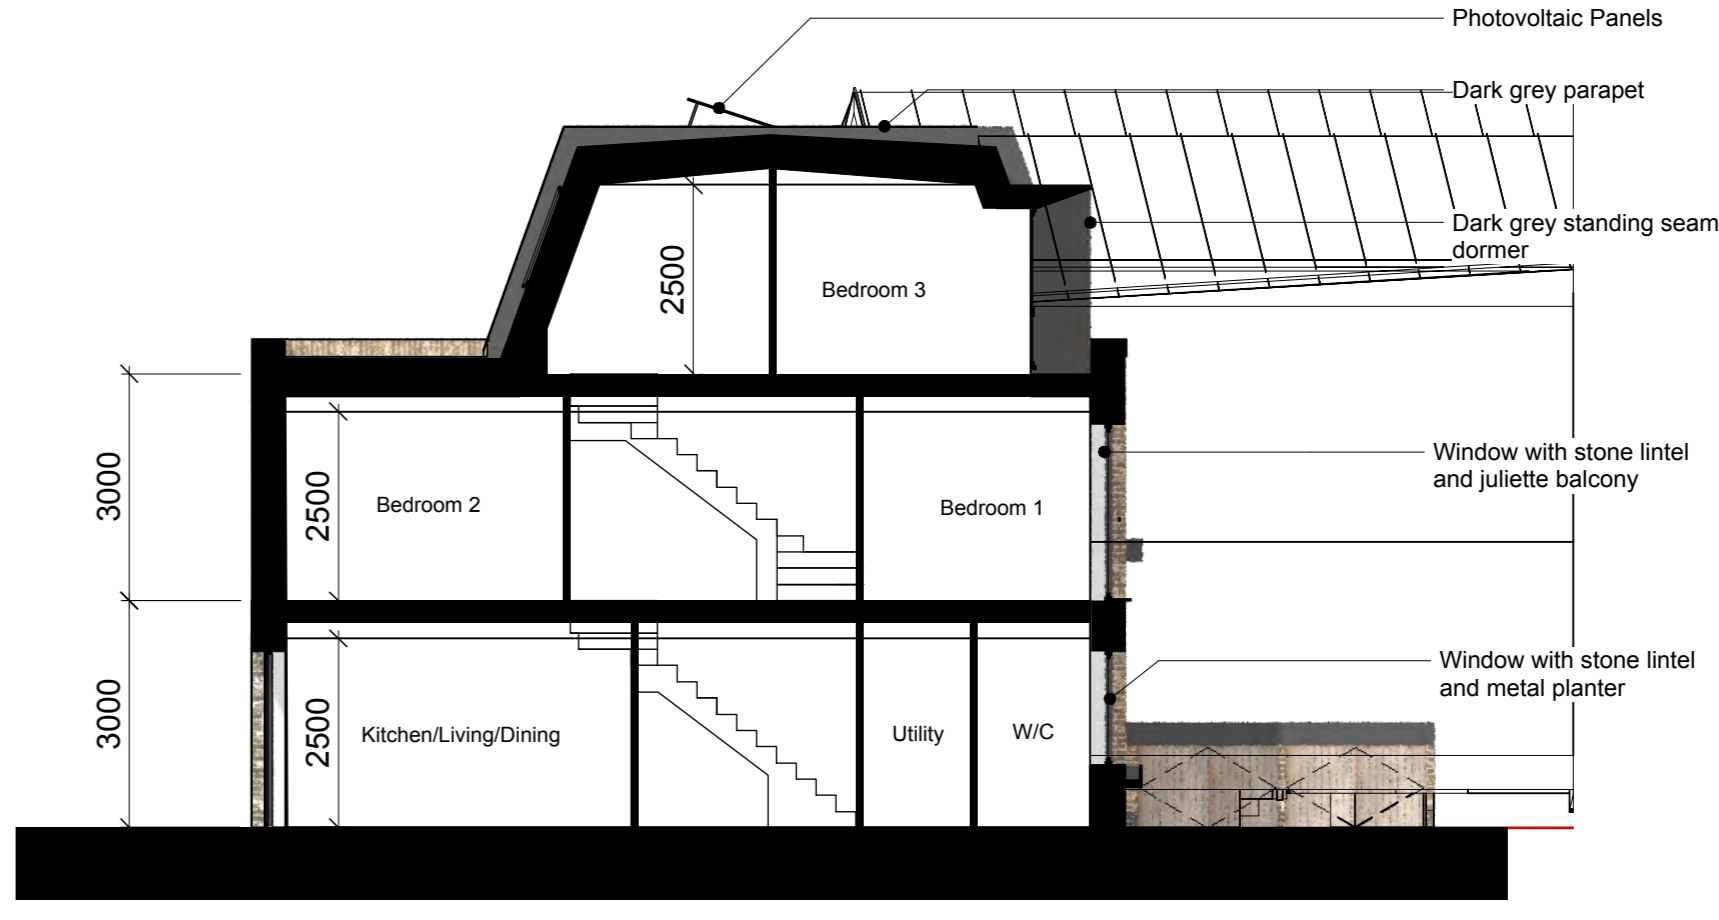 Photovoltaic Panels
Dark grey parapet
Dark grey standing seam
dormer
2500
Bedroom 3
3000
2500
Bedroom 2
Bedroom 1
Window with stone lintel
and juliette balcony
3000
2500
Kitchen/Living/Dining
Utility
W/C
Window with stone lintel
and metal planter